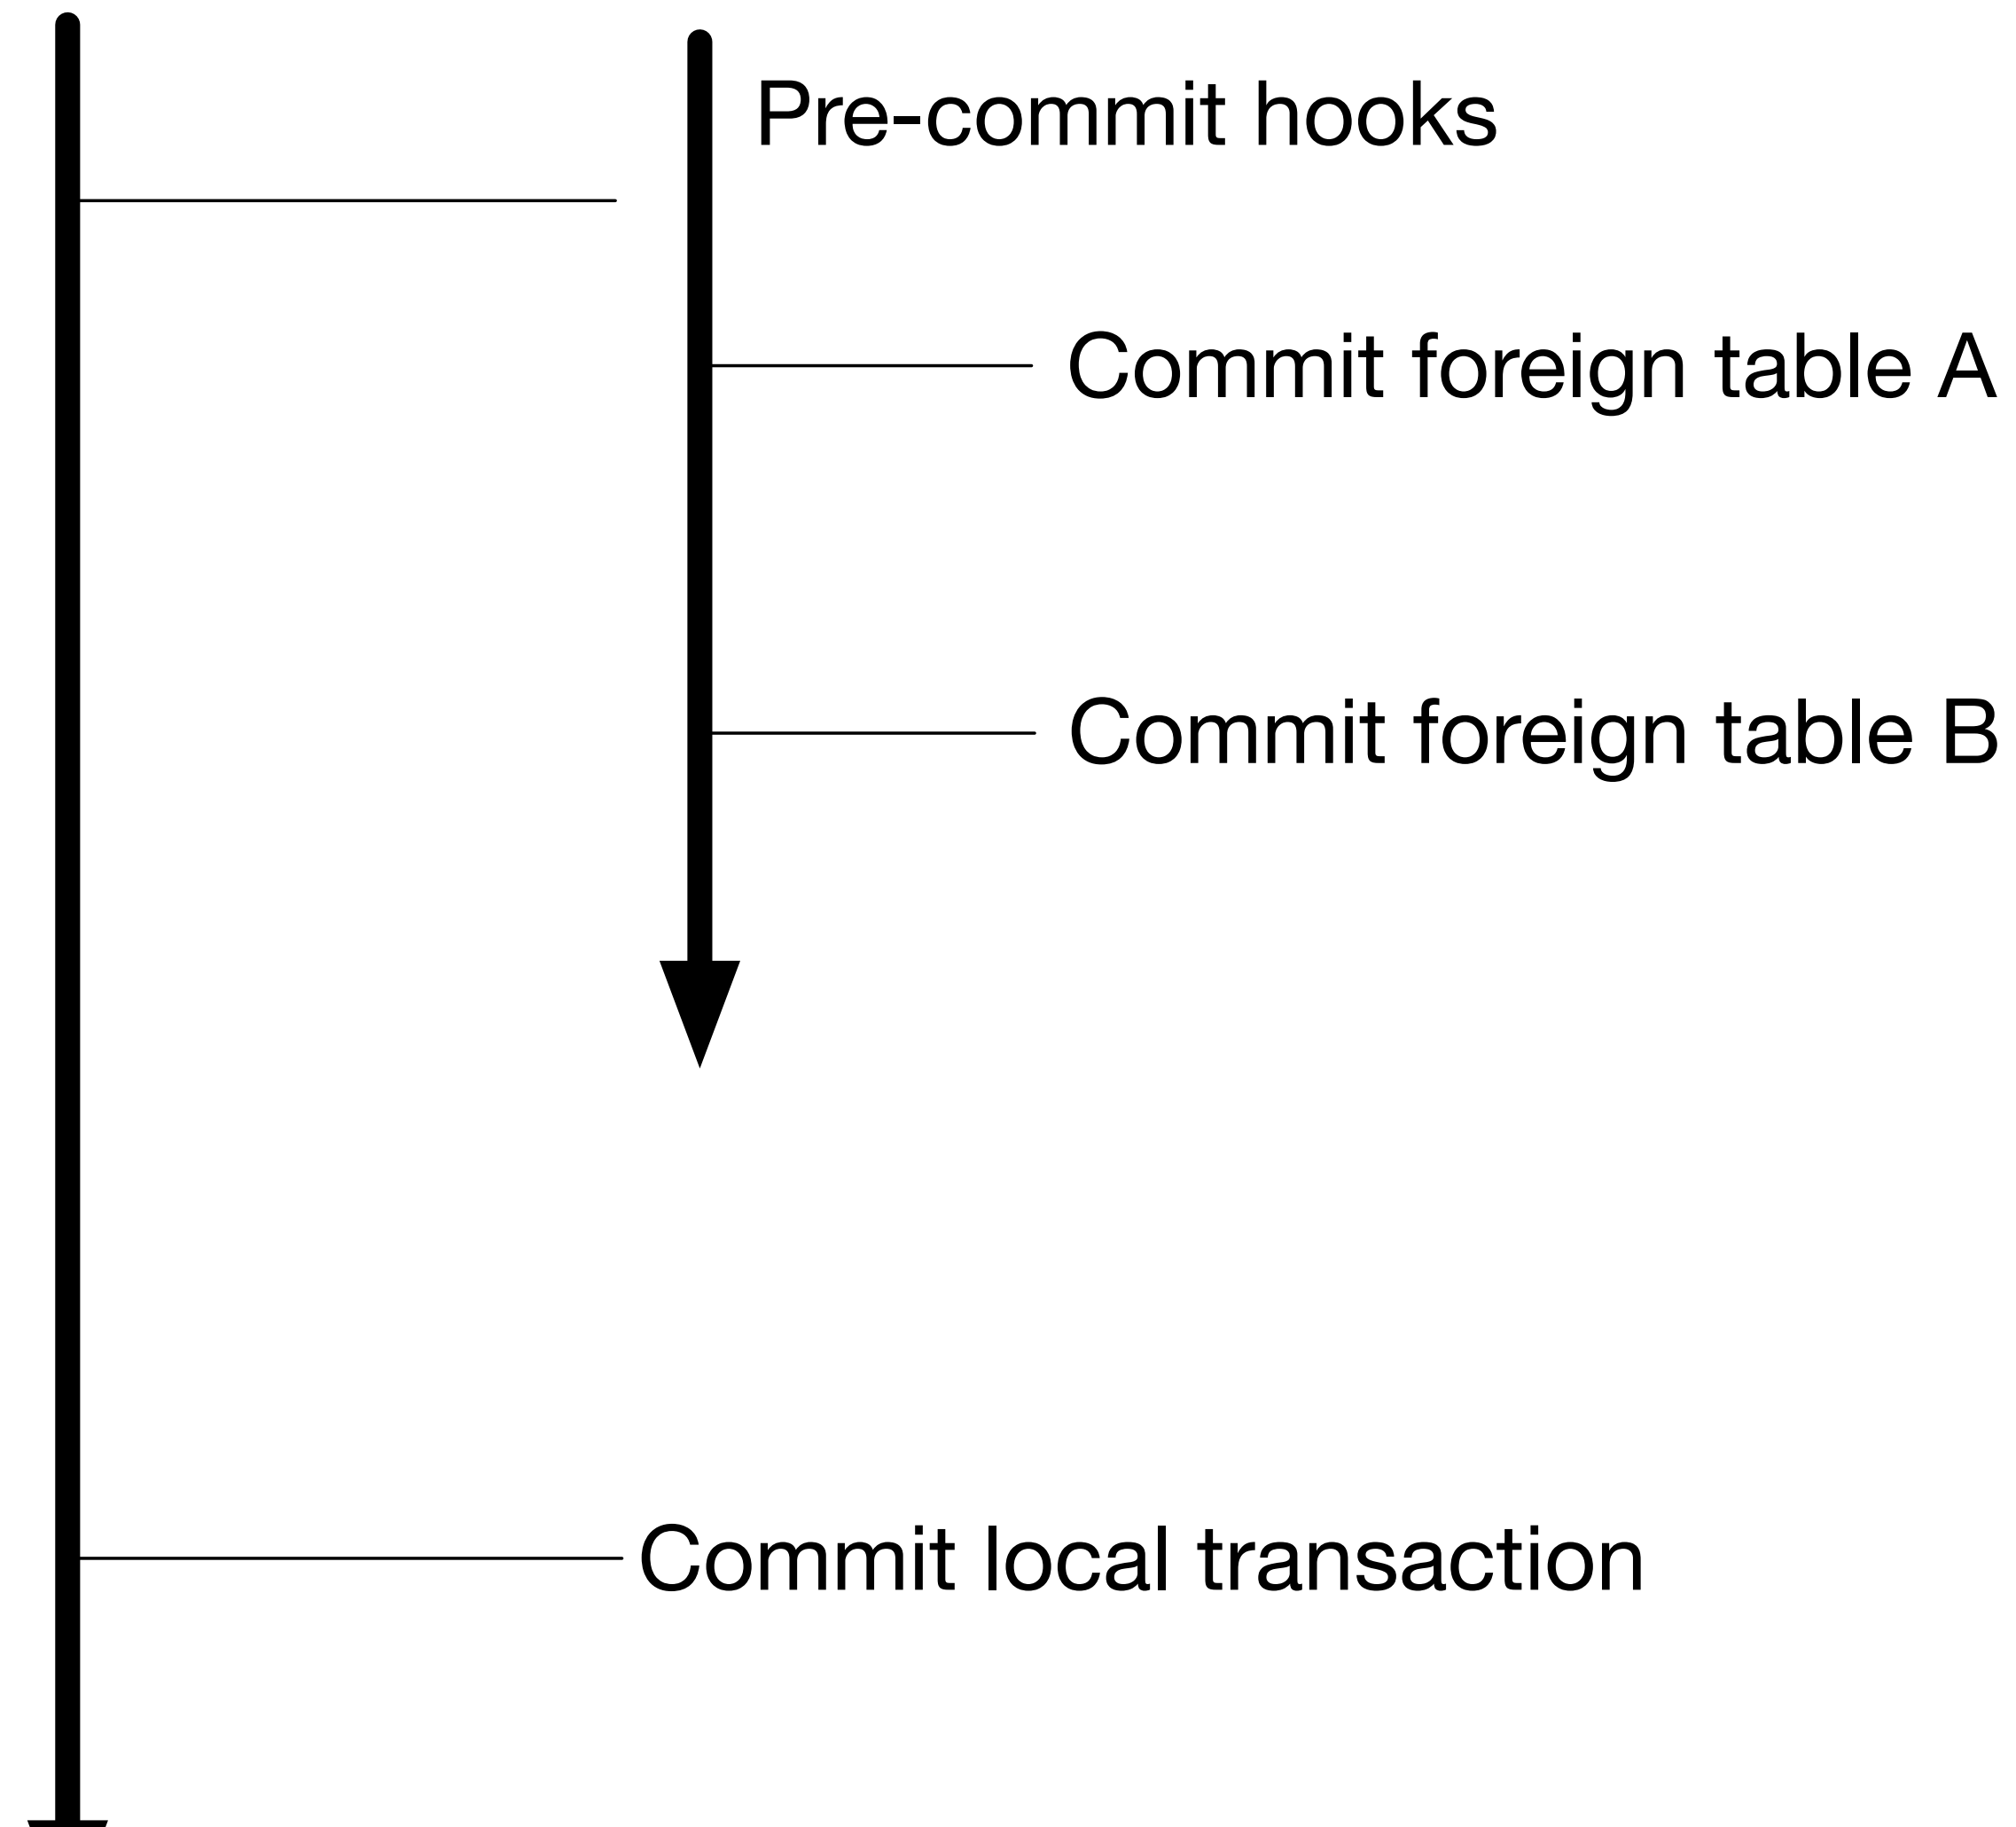 Pre-commit hooks
Commit foreign table A
Commit foreign table B
Commit local transaction